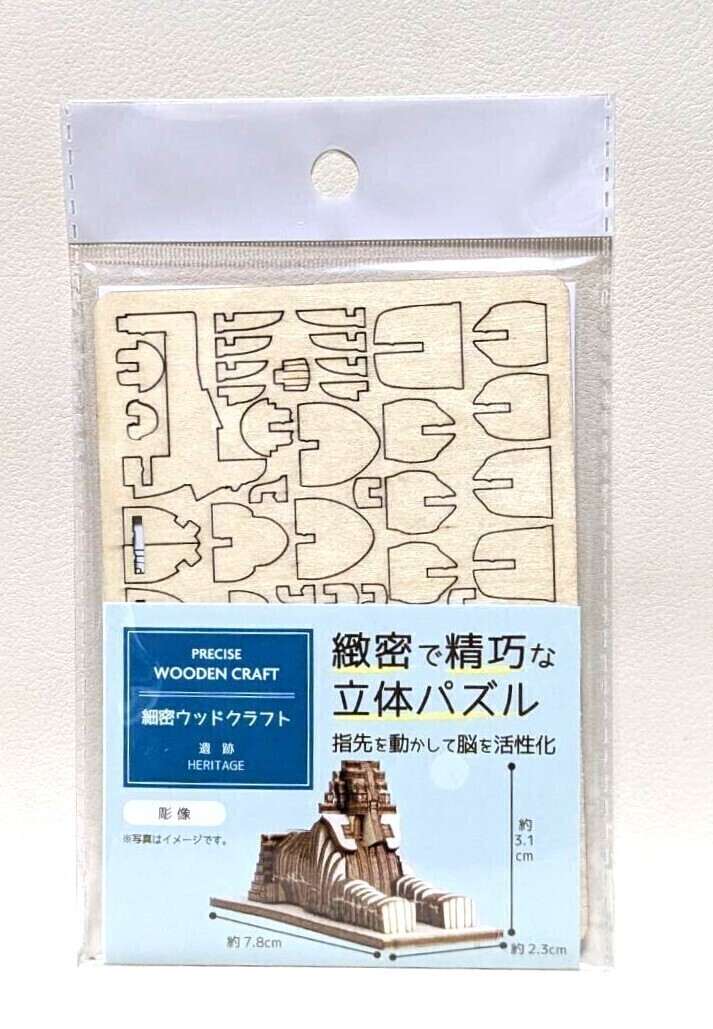 PRECISE
WOODEN CRAFT
細密ウッドクラフト
遺跡
HERITAGE
彫像
※写真はイメージです。
緻密で精巧な
立体パズル
指先を動かして脳を活性化
約
3.1
cm
約7.8cm
約2.3cm